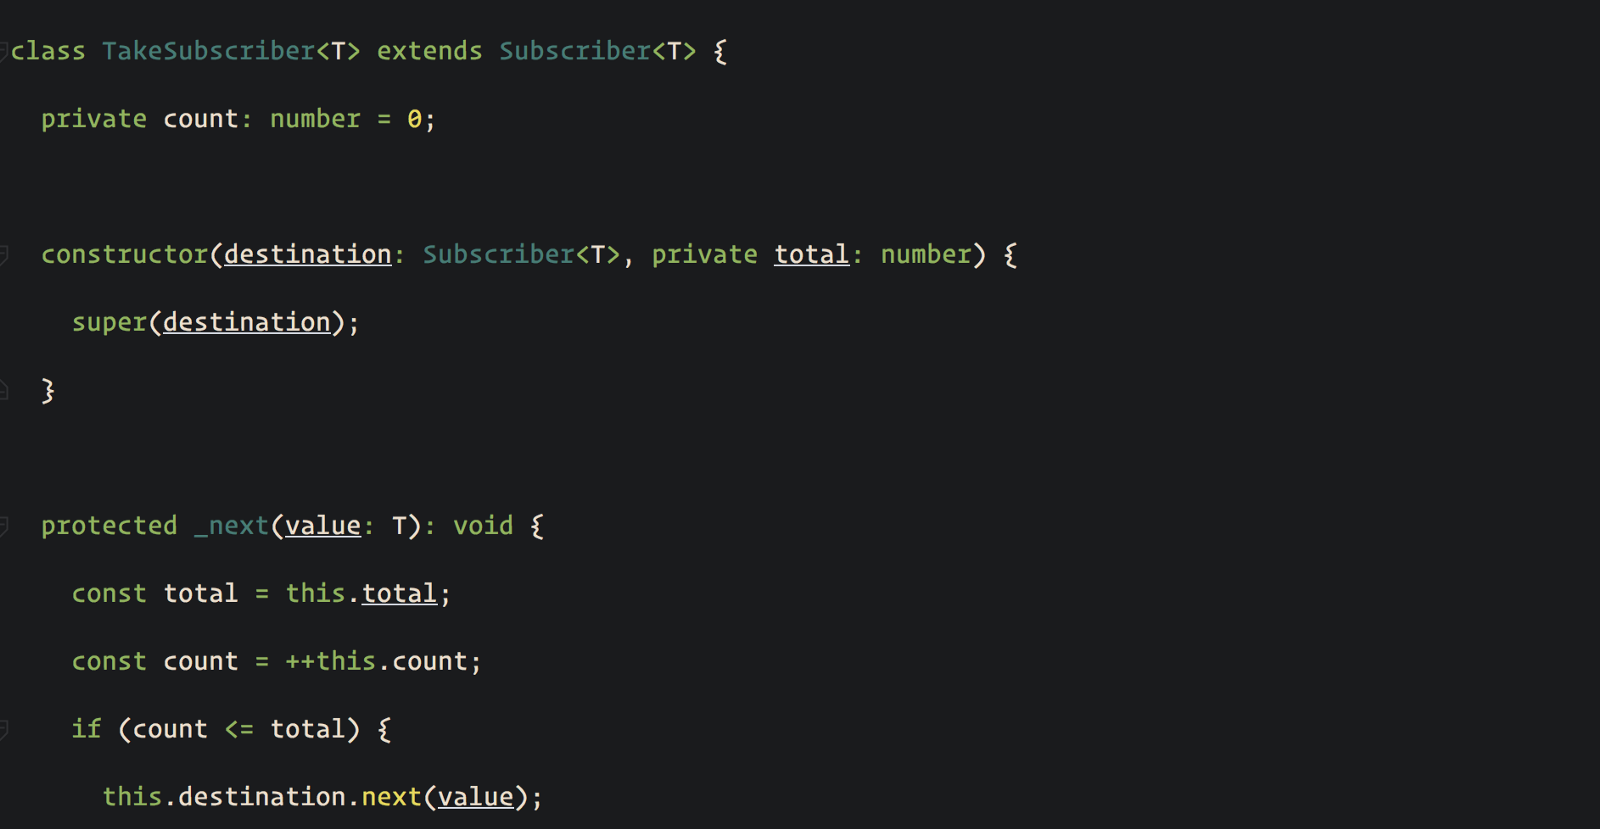 class TakeSubscriber<T> extends Subscriber<T> {
  private count: number = 0;
  constructor(destination: Subscriber<T>, private total: number) {
    super(destination);
  }
  protected _next(value: T): void {
    const total = this.total;
    const count = ++this.count;
    if (count <= total) {
      this.destination.next(value);